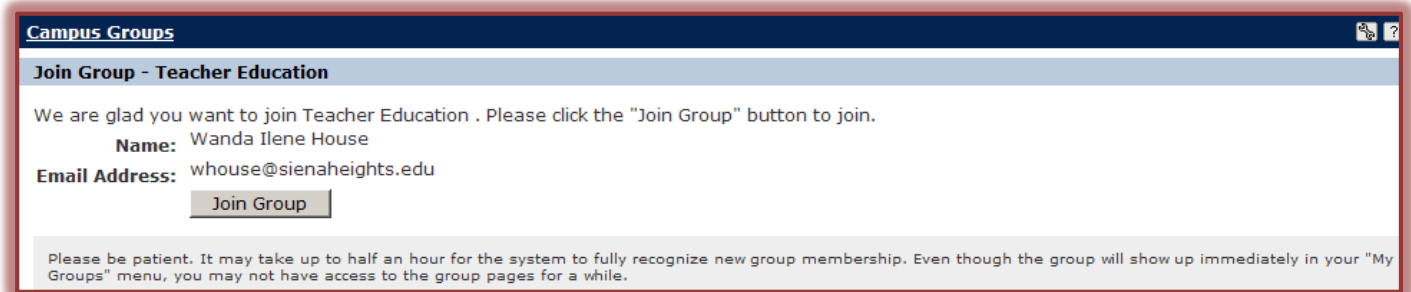 Campus Groups
?
Join Group - Teacher Education
We are glad you want to join Teacher Education . Please click the "Join Group" button to join.
Name: Wanda Ilene House
Email Address: whouse@sienaheights.edu
Join Group
Please be patient. It may take up to half an hour for the system to fully recognize new group membership. Even though the group will show up immediately in your "My
Groups" menu, you may not have access to the group pages for a while.